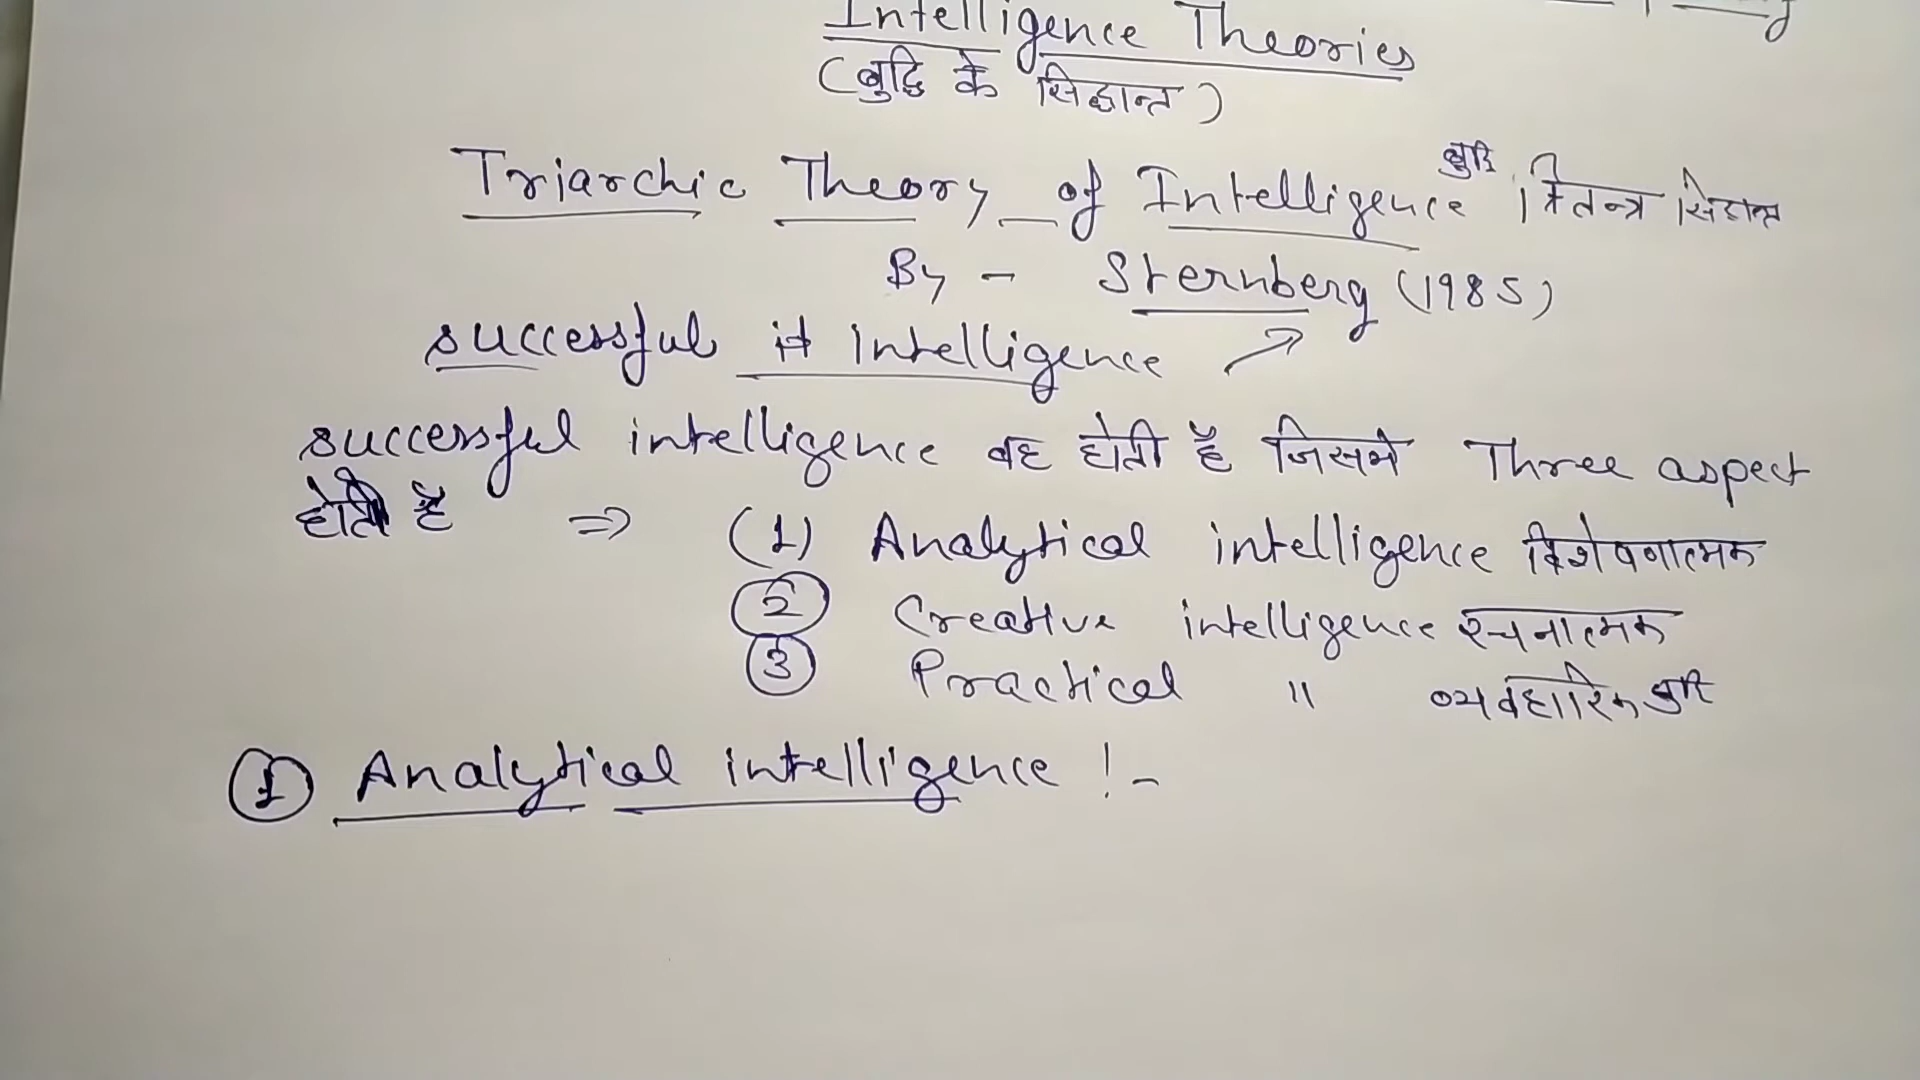 Intelligence Theories
(बुद्धि के सिद्धान्त)
Triarchic Theory of Intelligence बुद्धि त्रितन्त्र सिद्धान्त
By - Sternberg (1985)
successful it Intelligence
successful intelligence वह होती है जिसमे Three aspect
होती है ⇒ (1) Analytical intelligence विशेषणात्मक
② Creative intelligence रचनात्मक
③ Practical " व्यवहारिक बुद्धि
① Analytical intelligence !-